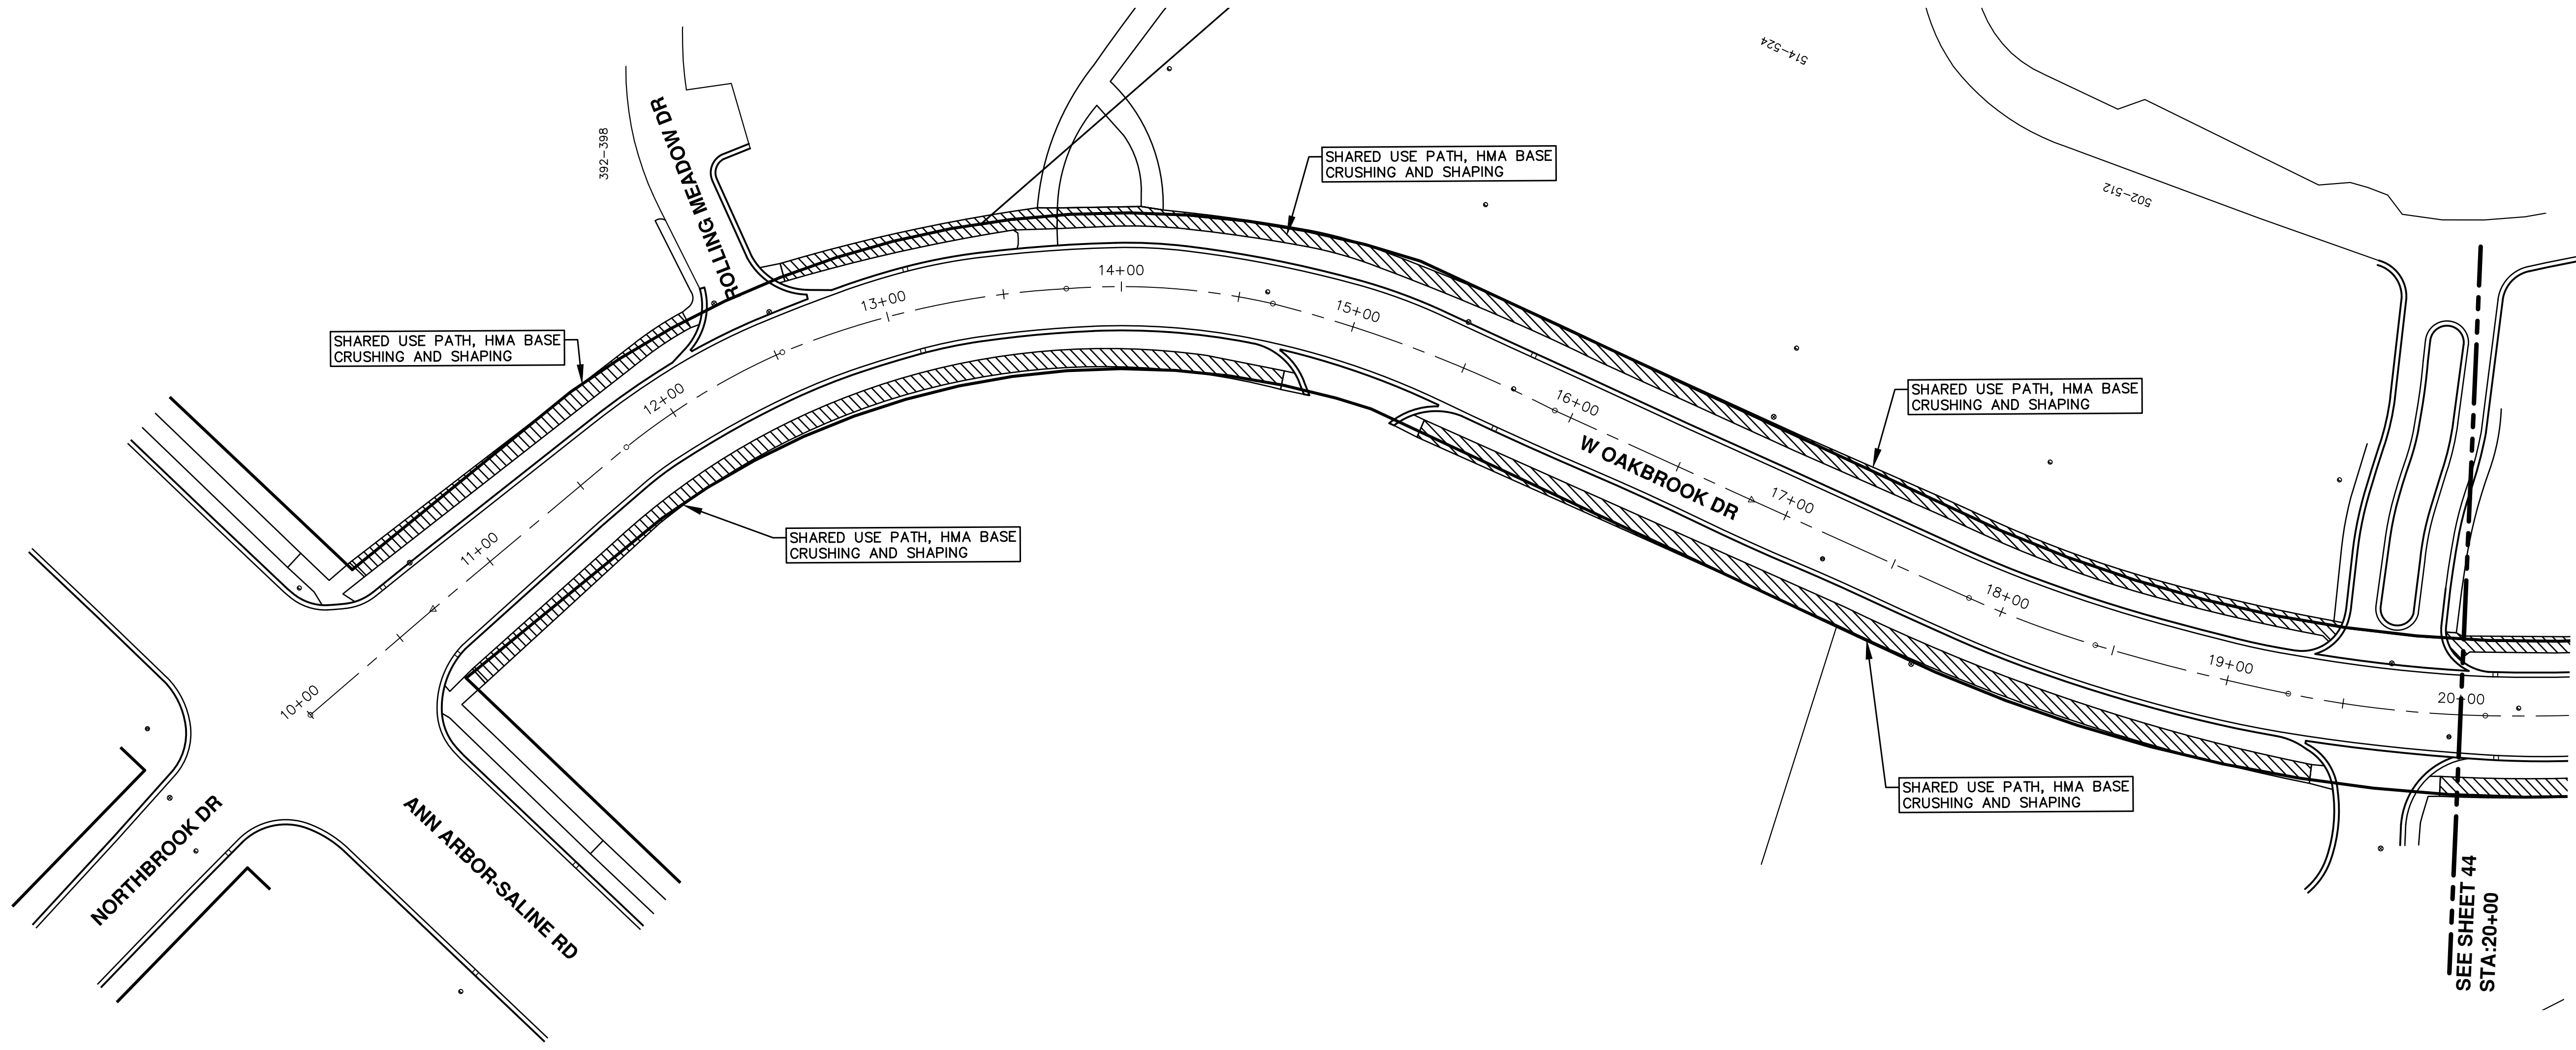 514-524
392-398
ROLLING MEADOW DR
SHARED USE PATH, HMA BASE
CRUSHING AND SHAPING
502-512
14+00
13+00
15+00
SHARED USE PATH, HMA BASE
CRUSHING AND SHAPING
SHARED USE PATH, HMA BASE
CRUSHING AND SHAPING
12+00
16+00
W OAKBROOK DR
17+00
11+00
SHARED USE PATH, HMA BASE
CRUSHING AND SHAPING
18+00
19+00
20+00
10+00
SHARED USE PATH, HMA BASE
CRUSHING AND SHAPING
NORTHBROOK DR
ANN ARBOR-SALINE RD
SEE SHEET 44
STA:20+00